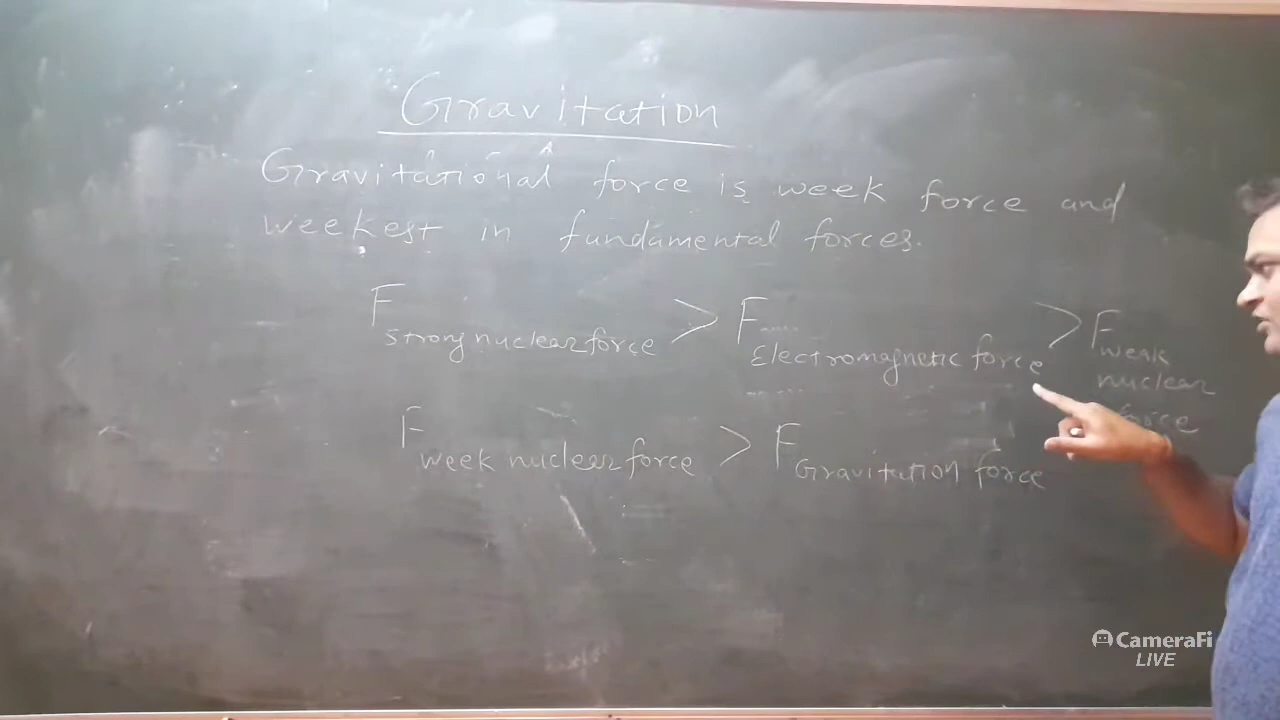 Gravitation
Gravitational force is week force and
weekest in fundamental forces.
F strong nuclear force > F Electromagnetic force > F weak
nuclear
force
F week nuclear force > F Gravitation force
CameraFi
LIVE